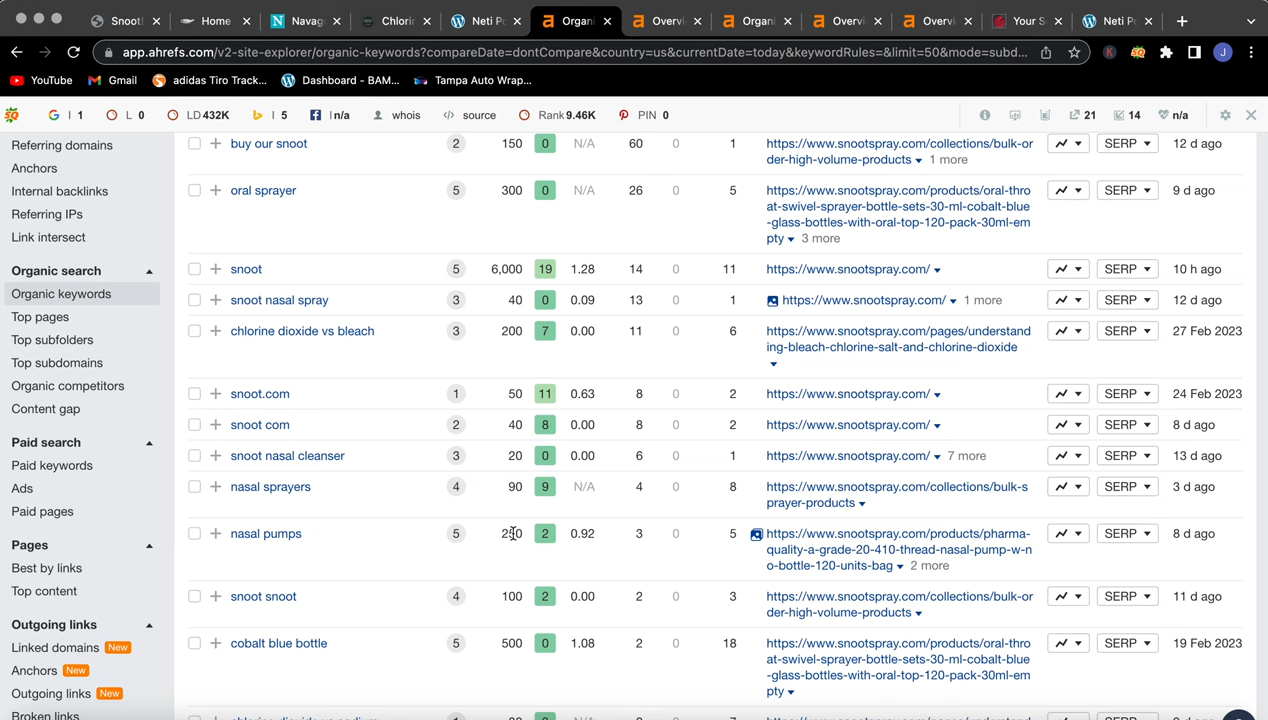 Snoot!
Home
Navag
Chlorin
Neti Po
Organi
Overvi
Organi
Overvi
Overvi
Your S
Neti Po
app.ahrefs.com/v2-site-explorer/organic-keywords?compareDate=dontCompare&country=us&currentDate=today&keywordRules=&limit=50&mode=subd...
YouTube
Gmail
adidas Tiro Track...
Dashboard - BAM...
Tampa Auto Wrap...
I 1
L 0
LD 432K
I 5
I n/a
whois
source
Rank 9.46K
PIN 0
21
14
n/a
Referring domains
Anchors
Internal backlinks
Referring IPs
Link intersect
Organic search
Organic keywords
Top pages
Top subfolders
Top subdomains
Organic competitors
Content gap
Paid search
Paid keywords
Ads
Paid pages
Pages
Best by links
Top content
Outgoing links
Linked domains New
Anchors New
Outgoing links New
Broken links
buy our snoot 2 150 0 N/A 60 0 1 https://www.snootspray.com/collections/bulk-or SERP 12 d ago
der-high-volume-products 1 more
oral sprayer 5 300 0 N/A 26 0 5 https://www.snootspray.com/products/oral-thro SERP 9 d ago
at-swivel-sprayer-bottle-sets-30-ml-cobalt-blue
-glass-bottles-with-oral-top-120-pack-30ml-em
pty 3 more
snoot 5 6,000 19 1.28 14 0 11 https://www.snootspray.com/ SERP 10 h ago
snoot nasal spray 3 40 0 0.09 13 0 1 https://www.snootspray.com/ 1 more SERP 12 d ago
chlorine dioxide vs bleach 3 200 7 0.00 11 0 6 https://www.snootspray.com/pages/understand SERP 27 Feb 2023
ing-bleach-chlorine-salt-and-chlorine-dioxide
snoot.com 1 50 11 0.63 8 0 2 https://www.snootspray.com/ SERP 24 Feb 2023
snoot com 2 40 8 0.00 8 0 2 https://www.snootspray.com/ SERP 8 d ago
snoot nasal cleanser 3 20 0 0.00 6 0 1 https://www.snootspray.com/ 7 more SERP 13 d ago
nasal sprayers 4 90 9 N/A 4 0 8 https://www.snootspray.com/collections/bulk-s SERP 3 d ago
prayer-products
nasal pumps 5 2 0.92 3 0 5 https://www.snootspray.com/products/pharma- SERP 8 d ago
quality-a-grade-20-410-thread-nasal-pump-w-n
o-bottle-120-units-bag 2 more
snoot snoot 4 100 2 0.00 2 0 3 https://www.snootspray.com/collections/bulk-or SERP 11 d ago
der-high-volume-products
cobalt blue bottle 5 500 0 1.08 2 0 18 https://www.snootspray.com/products/oral-thro SERP 19 Feb 2023
at-swivel-sprayer-bottle-sets-30-ml-cobalt-blue
-glass-bottles-with-oral-top-120-pack-30ml-em
pty